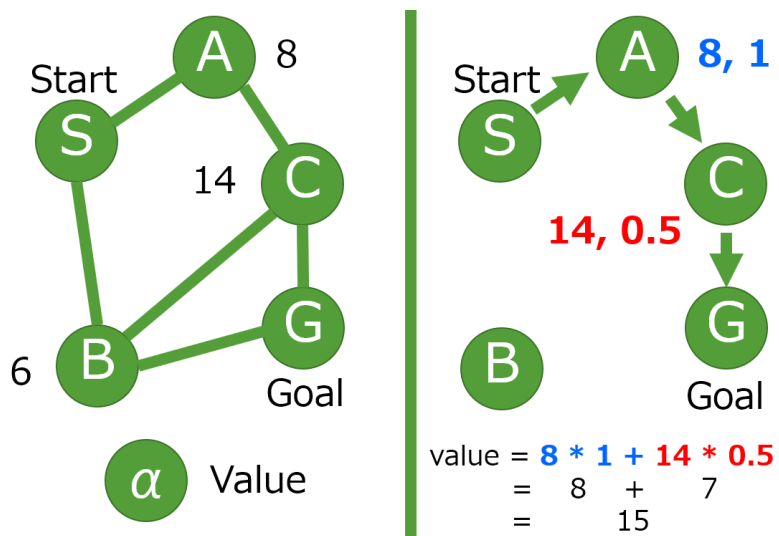 A
8
Start
S
14
C
G
B
6
Goal
α
Value
A
8, 1
Start
S
C
14, 0.5
G
B
Goal
value = 8 * 1 + 14 * 0.5
= 8 + 7
= 15